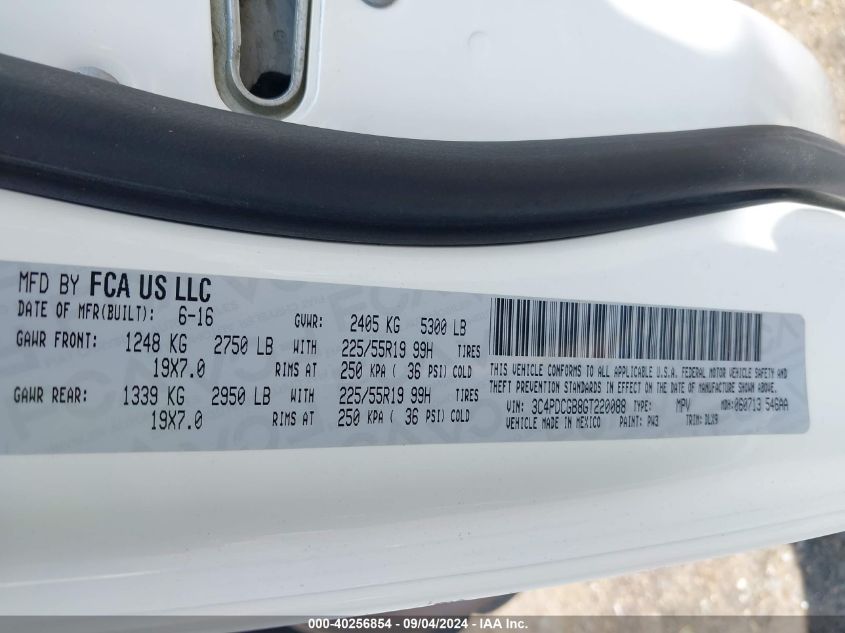 MFD BY FCA US LLC
DATE OF MFR(BUILT): 6-16 GVWR: 2405 KG 5300 LB
GAWR FRONT: 1248 KG 2750 LB WITH 225/55R19 99H TIRES
19X7.0 RIMS AT 250 KPA ( 36 PSI) COLD
GAWR REAR: 1339 KG 2950 LB WITH 225/55R19 99H TIRES
19X7.0 RIMS AT 250 KPA ( 36 PSI) COLD
THIS VEHICLE CONFORMS TO ALL APPLICABLE U.S.A. FEDERAL MOTOR VEHICLE SAFETY AND
THEFT PREVENTION STANDARDS IN EFFECT ON THE DATE OF MANUFACTURE SHOWN ABOVE.
VIN: 3C4PDCGB8GT220088 TYPE: MPV MDH: 060713 546AA
VEHICLE MADE IN MEXICO PAINT: PW3 TRIM: DLX9
000-40256854 - 09/04/2024 - IAA Inc.